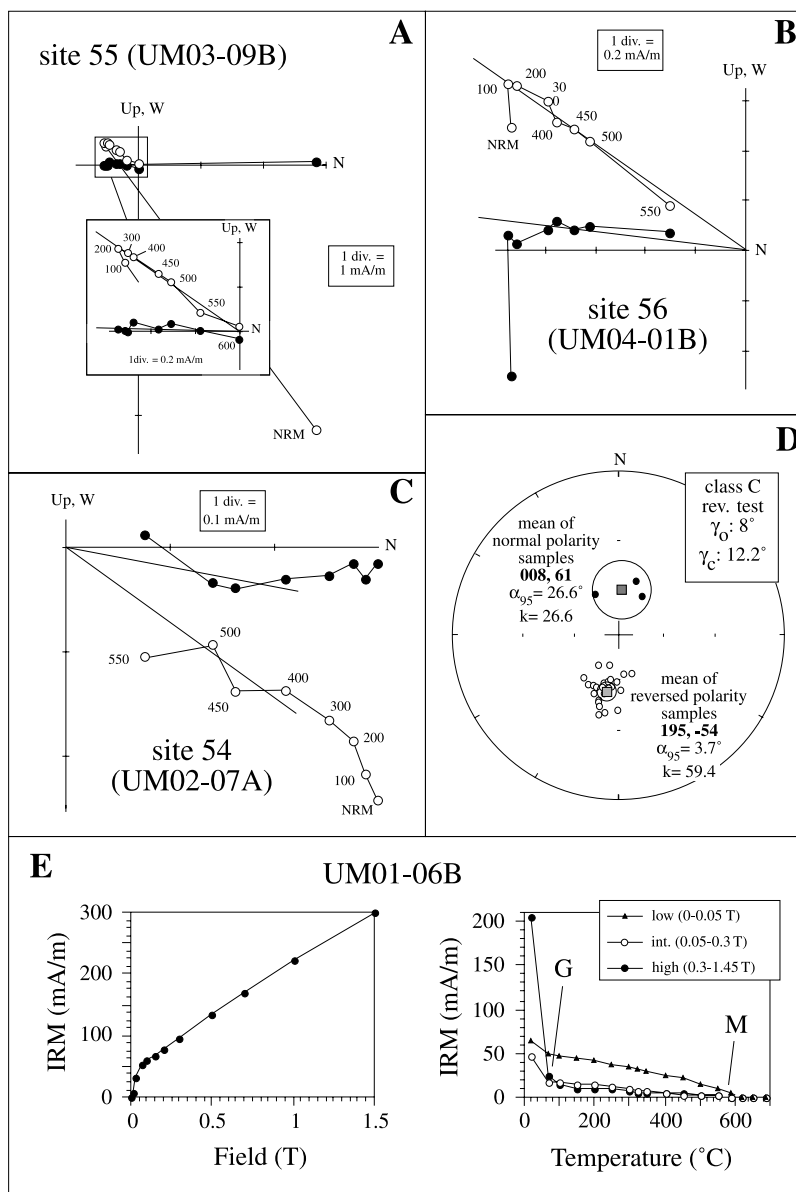 A
site 55 (UM03-09B)
Up, W
N
Up, W
300
200
400
100
450
500
550
N
600
1div. = 0.2 mA/m
1 div. =
1 mA/m
NRM
B
1 div. =
0.2 mA/m
Up, W
100
200
30
0
NRM
400
450
500
550
N
site 56
(UM04-01B)
C
Up, W
1 div. =
0.1 mA/m
N
500
550
450
400
300
200
100
NRM
site 54
(UM02-07A)
D
N
class C
rev. test
γo: 8°
γc: 12.2°
mean of
normal polarity
samples
008, 61
α95= 26.6°
k= 26.6
mean of
reversed polarity
samples
195, -54
α95= 3.7°
k= 59.4
E
UM01-06B
300
200
100
0
IRM (mA/m)
0
0.5
1
1.5
Field (T)
200
150
100
50
0
IRM (mA/m)
low (0-0.05 T)
int. (0.05-0.3 T)
high (0.3-1.45 T)
G
M
0
200
400
600
Temperature (˚C)